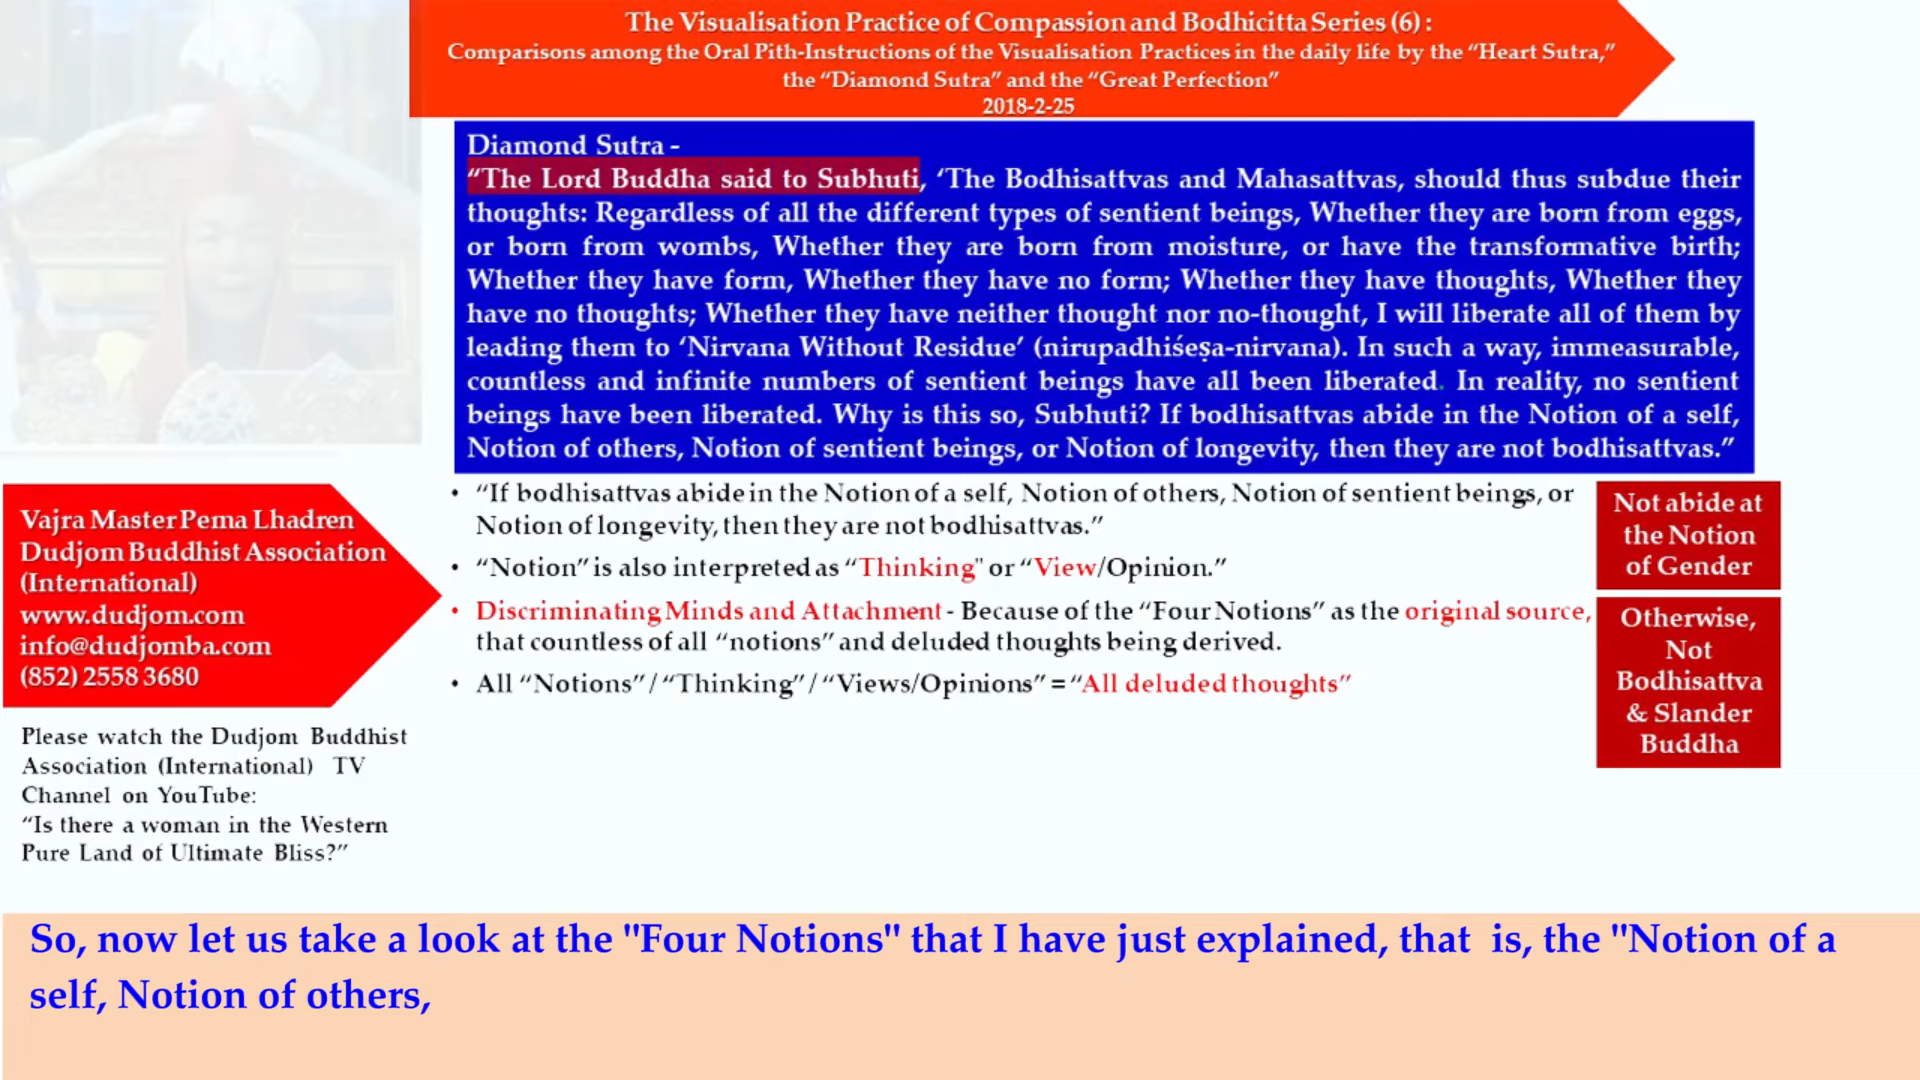 The Visualisation Practice of Compassion and Bodhicitta Series (6) :
Comparisons among the Oral Pith-Instructions of the Visualisation Practices in the daily life by the “Heart Sutra,”
the “Diamond Sutra” and the “Great Perfection”
2018-2-25
Diamond Sutra -
“The Lord Buddha said to Subhuti, ‘The Bodhisattvas and Mahasattvas, should thus subdue their
thoughts: Regardless of all the different types of sentient beings, Whether they are born from eggs,
or born from wombs, Whether they are born from moisture, or have the transformative birth;
Whether they have form, Whether they have no form; Whether they have thoughts, Whether they
have no thoughts; Whether they have neither thought nor no-thought, I will liberate all of them by
leading them to ‘Nirvana Without Residue’ (nirupadhiśeṣa-nirvana). In such a way, immeasurable,
countless and infinite numbers of sentient beings have all been liberated. In reality, no sentient
beings have been liberated. Why is this so, Subhuti? If bodhisattvas abide in the Notion of a self,
Notion of others, Notion of sentient beings, or Notion of longevity, then they are not bodhisattvas.”
• “If bodhisattvas abide in the Notion of a self, Notion of others, Notion of sentient beings, or
Notion of longevity, then they are not bodhisattvas.”
• “Notion” is also interpreted as “Thinking" or “View/Opinion.”
• Discriminating Minds and Attachment - Because of the “Four Notions” as the original source,
that countless of all “notions” and deluded thoughts being derived.
• All “Notions” / “Thinking” / “Views/Opinions” = “All deluded thoughts”
Not abide at
the Notion
of Gender
Otherwise,
Not
Bodhisattva
& Slander
Buddha
Vajra Master Pema Lhadren
Dudjom Buddhist Association
(International)
www.dudjom.com
info@dudjomba.com
(852) 2558 3680
Please watch the Dudjom Buddhist
Association (International) TV
Channel on YouTube:
“Is there a woman in the Western
Pure Land of Ultimate Bliss?”
So, now let us take a look at the "Four Notions" that I have just explained, that is, the "Notion of a
self, Notion of others,